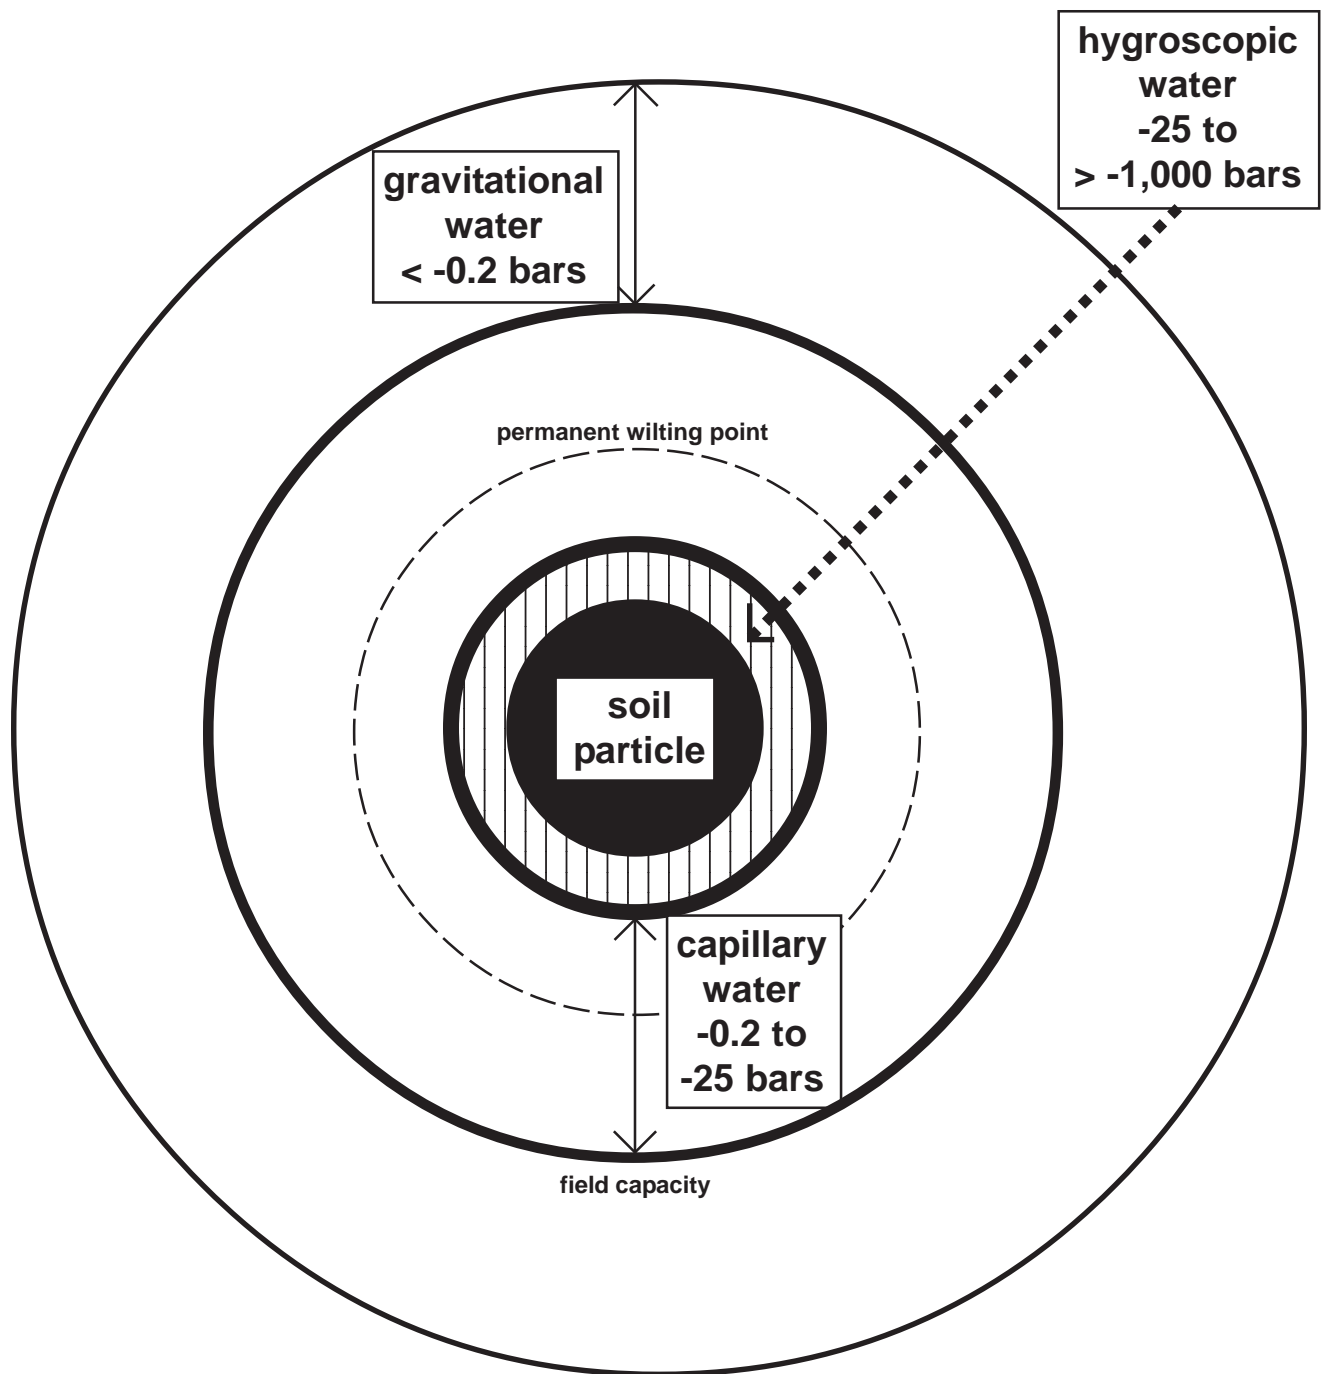 hygroscopic
water
-25 to
> -1,000 bars
gravitational
water
< -0.2 bars
permanent wilting point
soil
particle
capillary
water
-0.2 to
-25 bars
field capacity